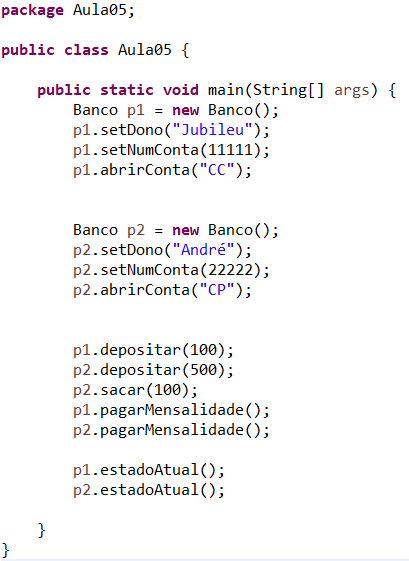 package Aula05;
public class Aula05 {
public static void main(String[] args) {
Banco p1 = new Banco();
p1.setDono("Jubileu");
p1.setNumConta(11111);
p1.abrirConta("CC");
Banco p2 = new Banco();
p2.setDono("André");
p2.setNumConta(22222);
p2.abrirConta("CP");
p1.depositar(100);
p2.depositar(500);
p2.sacar(100);
p1.pagarMensalidade();
p2.pagarMensalidade();
p1.estadoAtual();
p2.estadoAtual();
}
}